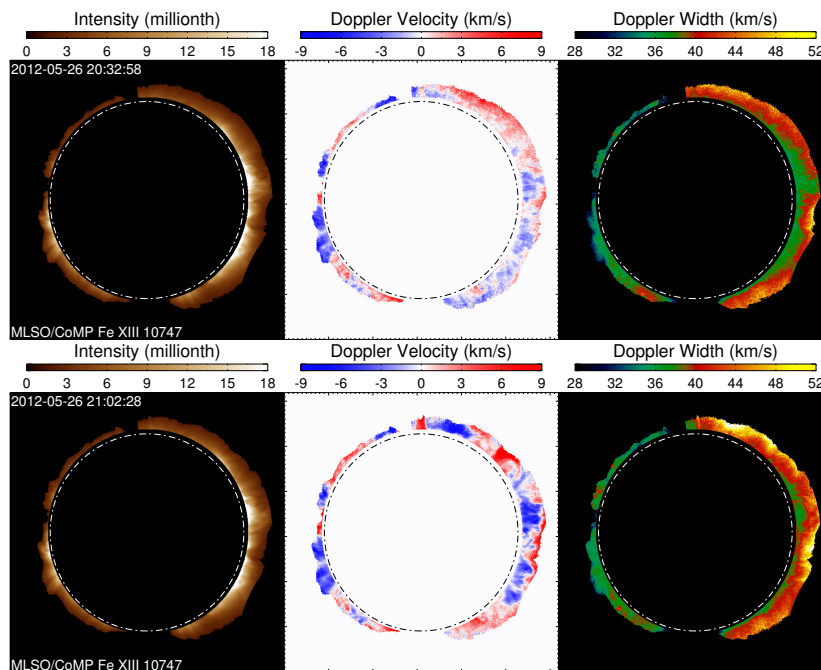 Intensity (millionth) Doppler Velocity (km/s) Doppler Width (km/s)
0 3 6 9 12 15 18 -9 -6 -3 0 3 6 9 28 32 36 40 44 48 52
2012-05-26 20:32:58
MLSO/CoMP Fe XIII 10747
Intensity (millionth) Doppler Velocity (km/s) Doppler Width (km/s)
0 3 6 9 12 15 18 -9 -6 -3 0 3 6 9 28 32 36 40 44 48 52
2012-05-26 21:02:28
MLSO/CoMP Fe XIII 10747